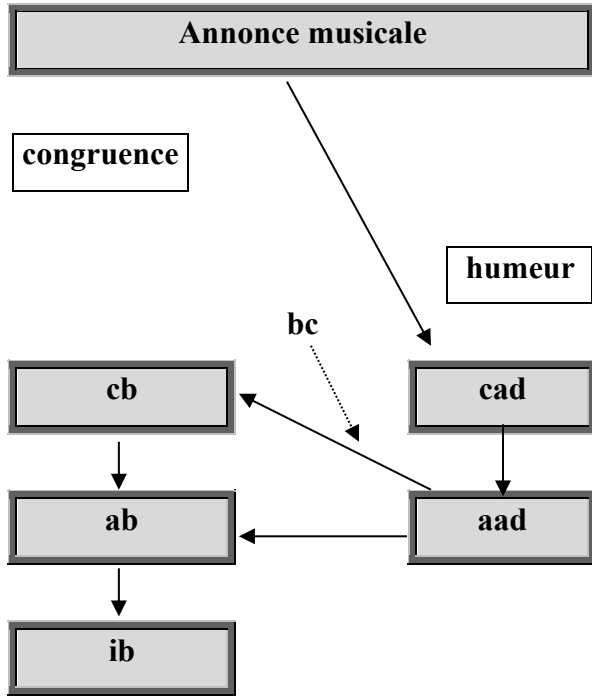 Annonce musicale
congruence
humeur
bc
cb
cad
ab
aad
ib